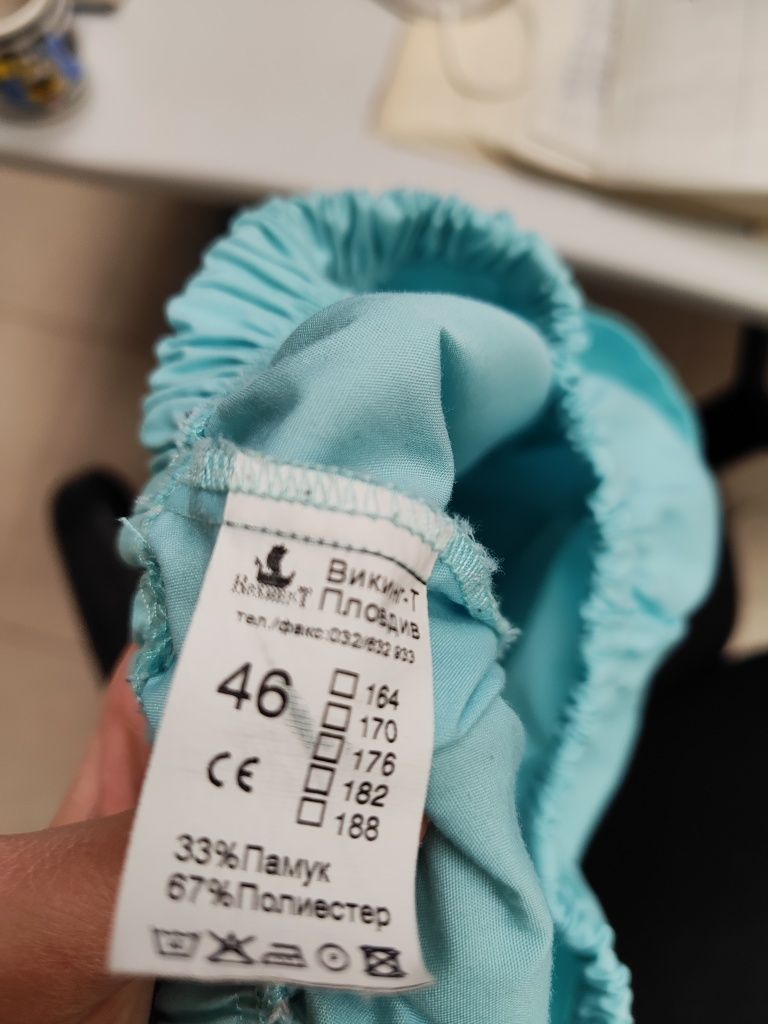 Викинг-Т
Пловдив
тел./факс:032/632 933
46
164
170
176
182
188
CE
33%Памук
67%Полиестер